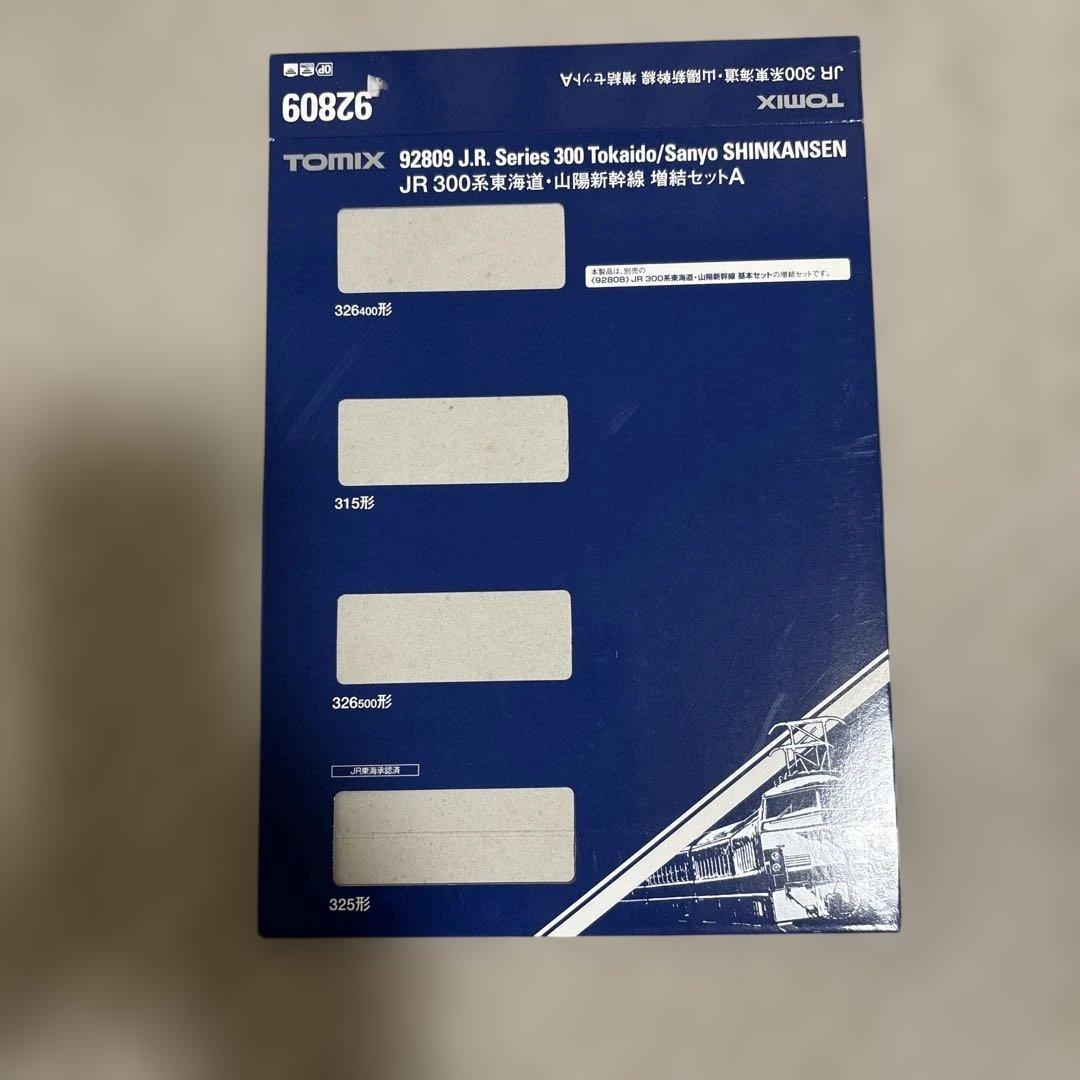 OP
JR 300系東海道・山陽新幹線 増結セットA
92809
TOMIX
TOMIX 92809 J.R. Series 300 Tokaido/Sanyo SHINKANSEN
JR 300系東海道・山陽新幹線 増結セットA
本製品は、別売の
〈92808〉JR 300系東海道・山陽新幹線 基本セットの増結セットです。
326400形
315形
326500形
JR東海承認済
325形